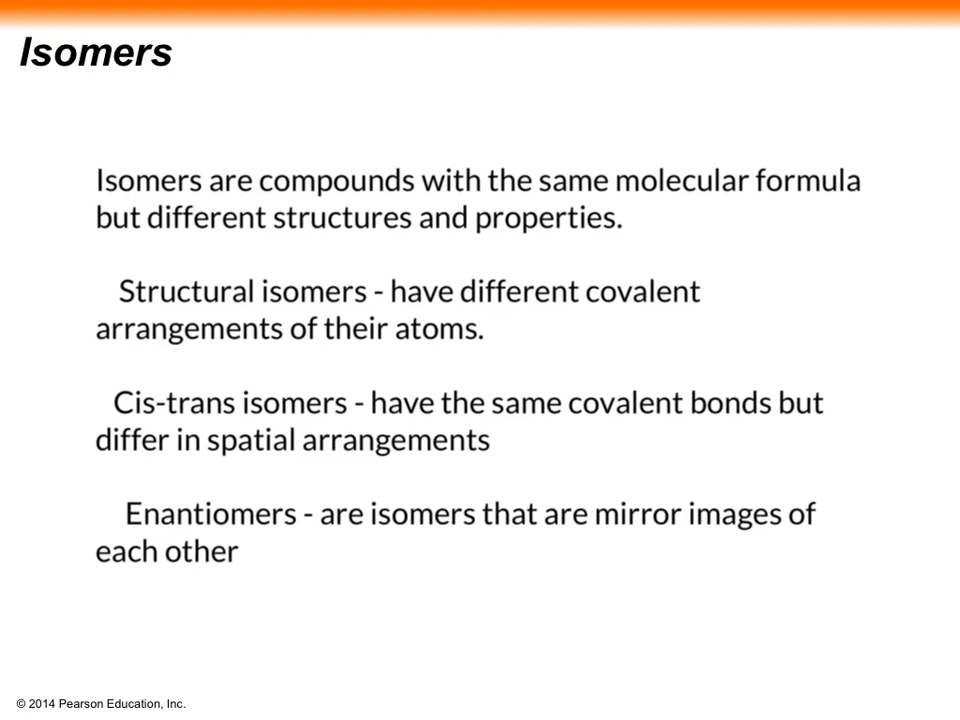 Isomers
Isomers are compounds with the same molecular formula
but different structures and properties.
Structural isomers - have different covalent
arrangements of their atoms.
Cis-trans isomers - have the same covalent bonds but
differ in spatial arrangements
Enantiomers - are isomers that are mirror images of
each other
© 2014 Pearson Education, Inc.